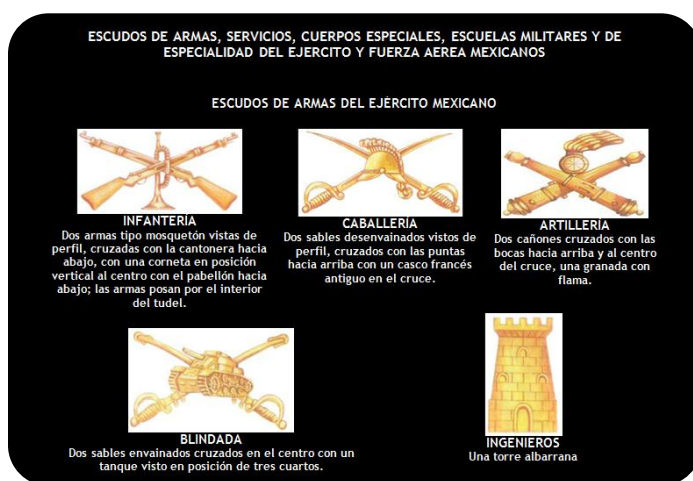 ESCUDOS DE ARMAS, SERVICIOS, CUERPOS ESPECIALES, ESCUELAS MILITARES Y DE
ESPECIALIDAD DEL EJERCITO Y FUERZA AEREA MEXICANOS
ESCUDOS DE ARMAS DEL EJÉRCITO MEXICANO
INFANTERÍA
Dos armas tipo mosquetón vistas de
perfil, cruzadas con la cantonera hacia
abajo, con una corneta en posición
vertical al centro con el pabellón hacia
abajo; las armas posan por el interior
del tudel.
CABALLERÍA
Dos sables desenvainados vistos de
perfil, cruzados con las puntas
hacia arriba con un casco francés
antiguo en el cruce.
ARTILLERÍA
Dos cañones cruzados con las
bocas hacia arriba y al centro
del cruce, una granada con
flama.
BLINDADA
Dos sables envainados cruzados en el centro con un
tanque visto en posición de tres cuartos.
INGENIEROS
Una torre albarrana